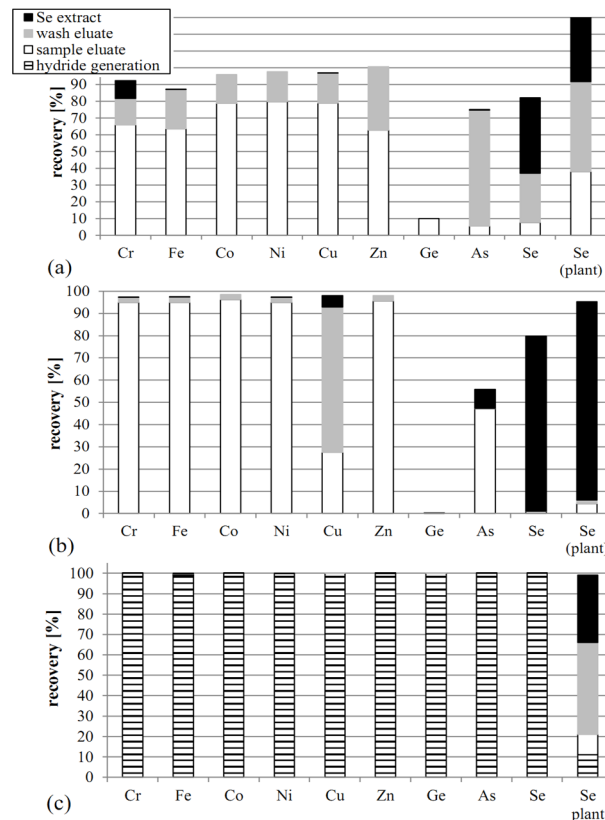 Se extract
wash eluate
sample eluate
hydride generation
recovery [%]
90
80
70
60
50
40
30
20
10
0
Cr Fe Co Ni Cu Zn Ge As Se Se
(plant)
(a)
recovery [%]
100
90
80
70
60
50
40
30
20
10
0
Cr Fe Co Ni Cu Zn Ge As Se Se
(plant)
(b)
recovery [%]
100
90
80
70
60
50
40
30
20
10
0
Cr Fe Co Ni Cu Zn Ge As Se Se
plant
(c)